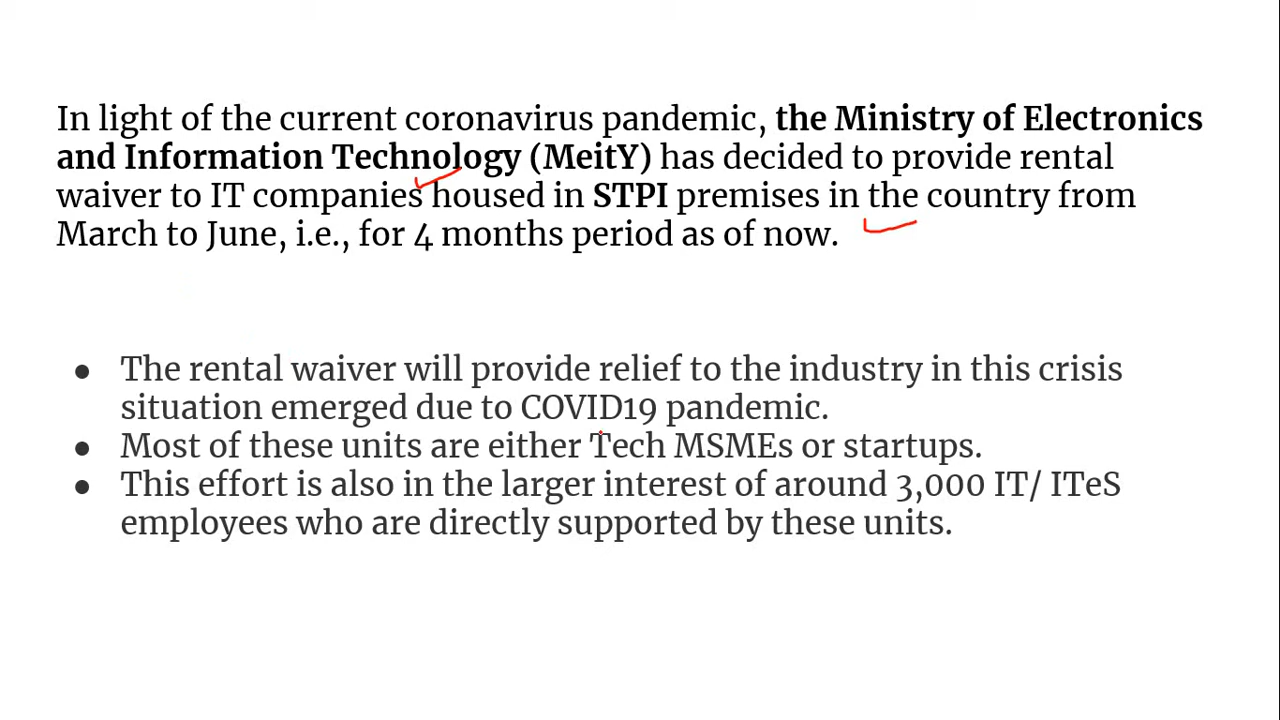 In light of the current coronavirus pandemic, the Ministry of Electronics
and Information Technology (MeitY) has decided to provide rental
waiver to IT companies housed in STPI premises in the country from
March to June, i.e., for 4 months period as of now.
● The rental waiver will provide relief to the industry in this crisis
situation emerged due to COVID19 pandemic.
● Most of these units are either Tech MSMEs or startups.
● This effort is also in the larger interest of around 3,000 IT/ ITeS
employees who are directly supported by these units.